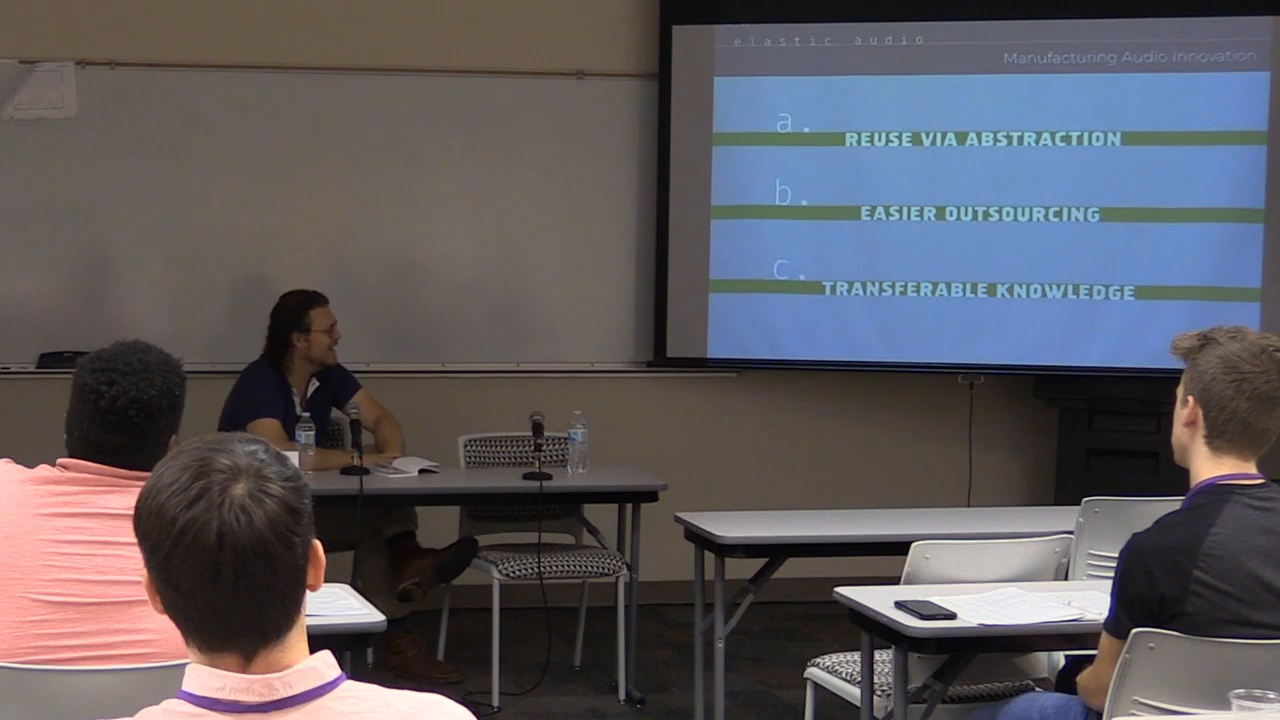 elastic audio
Manufacturing Audio Innovation
a.
REUSE VIA ABSTRACTION
b.
EASIER OUTSOURCING
c.
TRANSFERABLE KNOWLEDGE